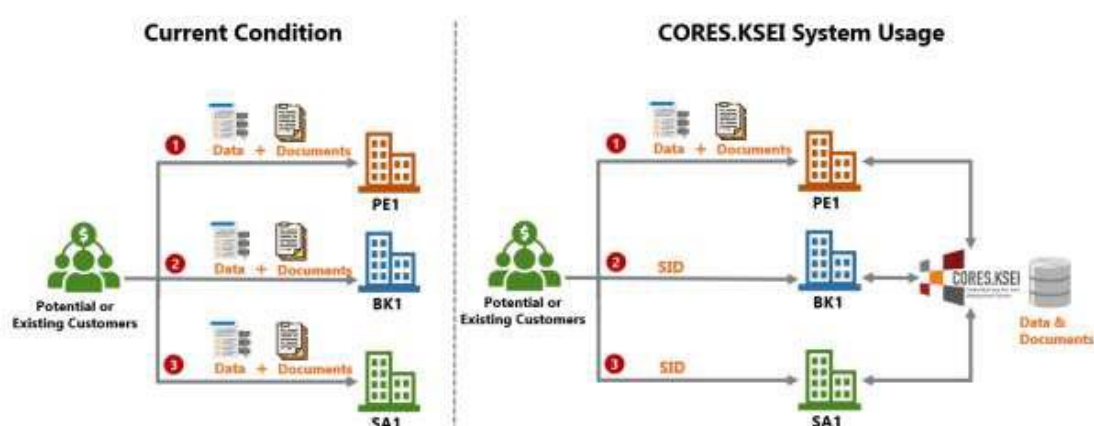 Current Condition
1
Data + Documents
PE1
2
Data + Documents
BK1
Potential or
Existing Customers
3
Data + Documents
SA1
CORES.KSEI System Usage
1
Data + Documents
PE1
2
SID
BK1
Potential or
Existing Customers
CORES.KSEI
Data &
Documents
3
SID
SA1